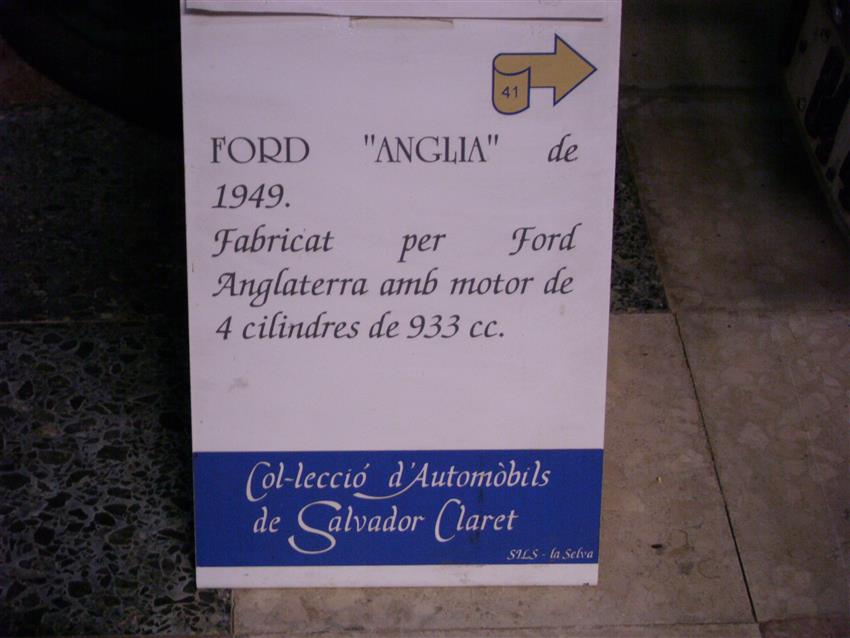 41
FORD "ANGLIA" de
1949.
Fabricat per Ford
Anglaterra amb motor de
4 cilindres de 933 cc.
Col-lecció d'Automòbils
de Salvador Claret
SILS - la Selva